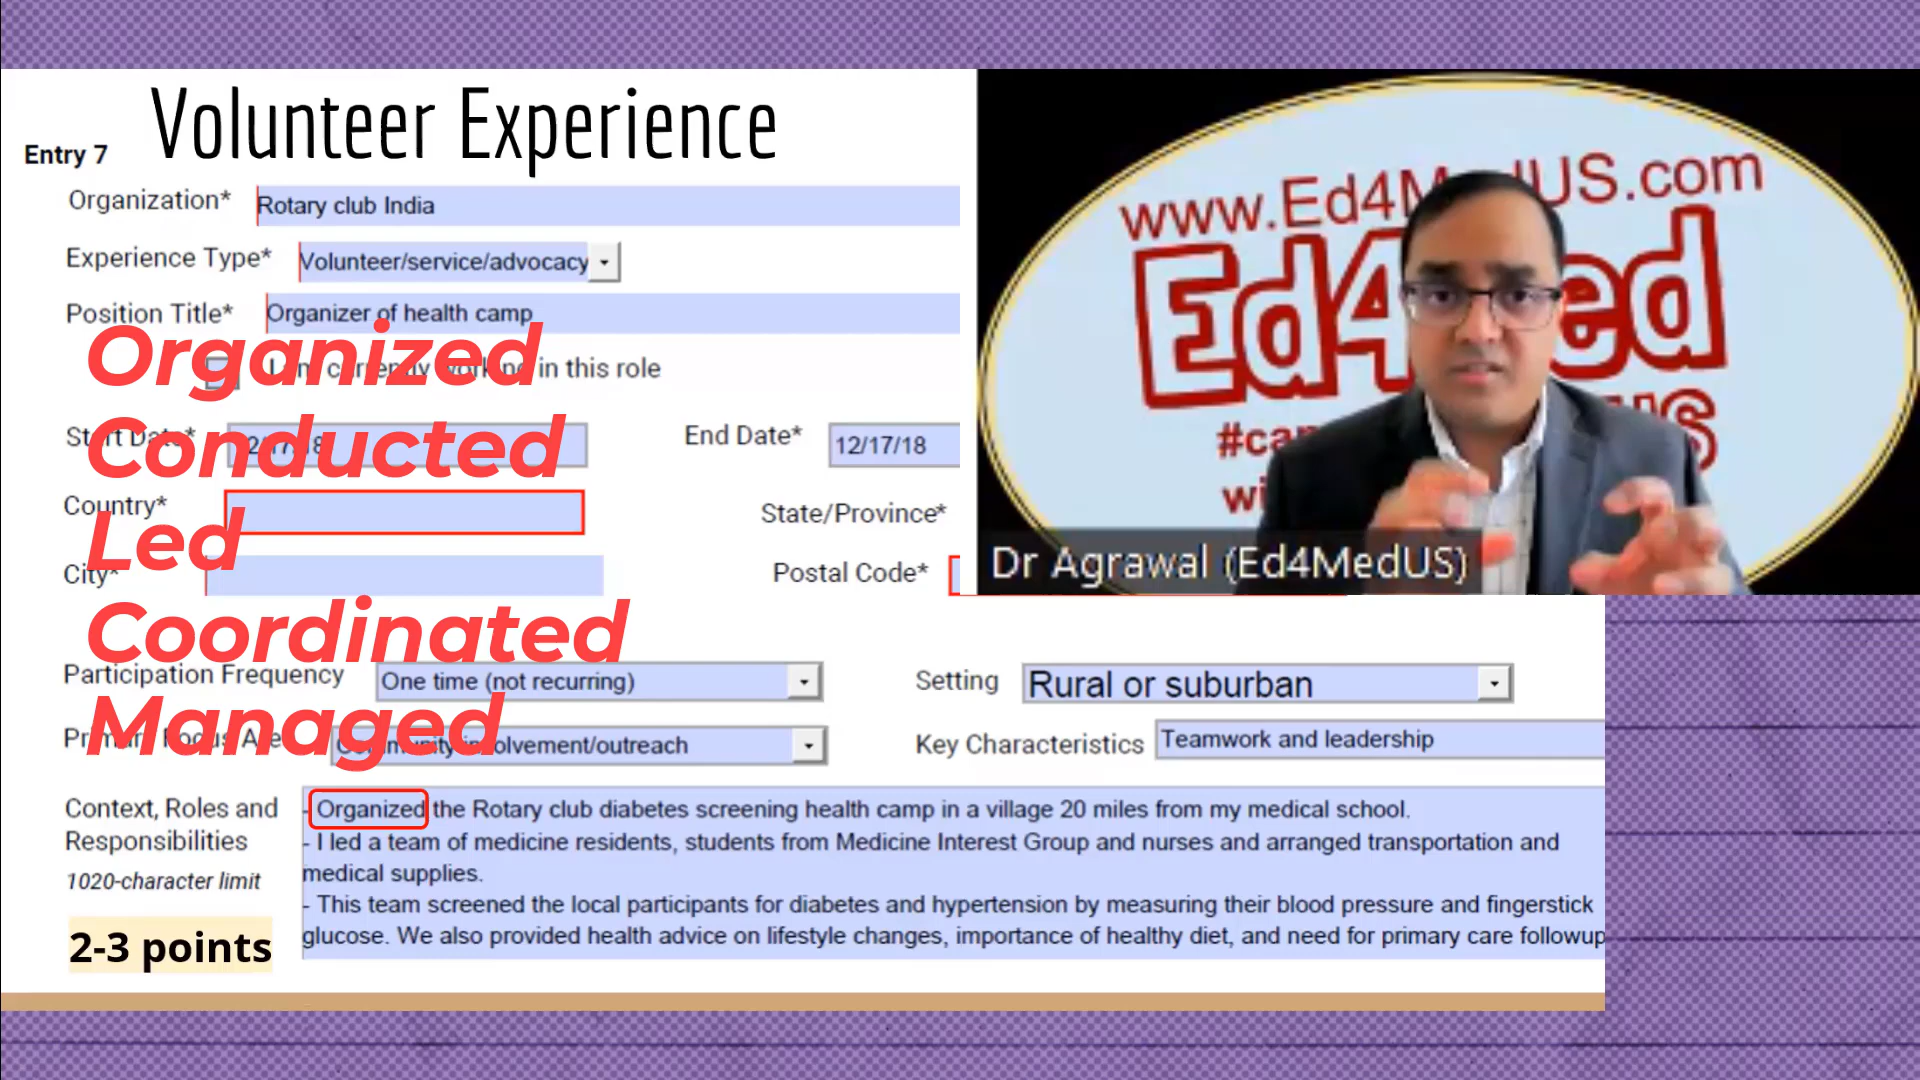 Volunteer Experience
Entry 7
Organization* Rotary club India
Experience Type* Volunteer/service/advocacy
Position Title* Organizer of health camp
Organized
in this role
Start Date* End Date* 12/17/18
Conducted
Country* State/Province*
Led
City* Postal Code*
Coordinated
Participation Frequency One time (not recurring) Setting Rural or suburban
Managed
Community involvement/outreach Key Characteristics Teamwork and leadership
Context, Roles and
Responsibilities
1020-character limit
2-3 points
- Organized the Rotary club diabetes screening health camp in a village 20 miles from my medical school.
- I led a team of medicine residents, students from Medicine Interest Group and nurses and arranged transportation and
medical supplies.
- This team screened the local participants for diabetes and hypertension by measuring their blood pressure and fingerstick
glucose. We also provided health advice on lifestyle changes, importance of healthy diet, and need for primary care followup
www.Ed4MedUS.com
Ed4Med
US
Dr Agrawal (Ed4MedUS)